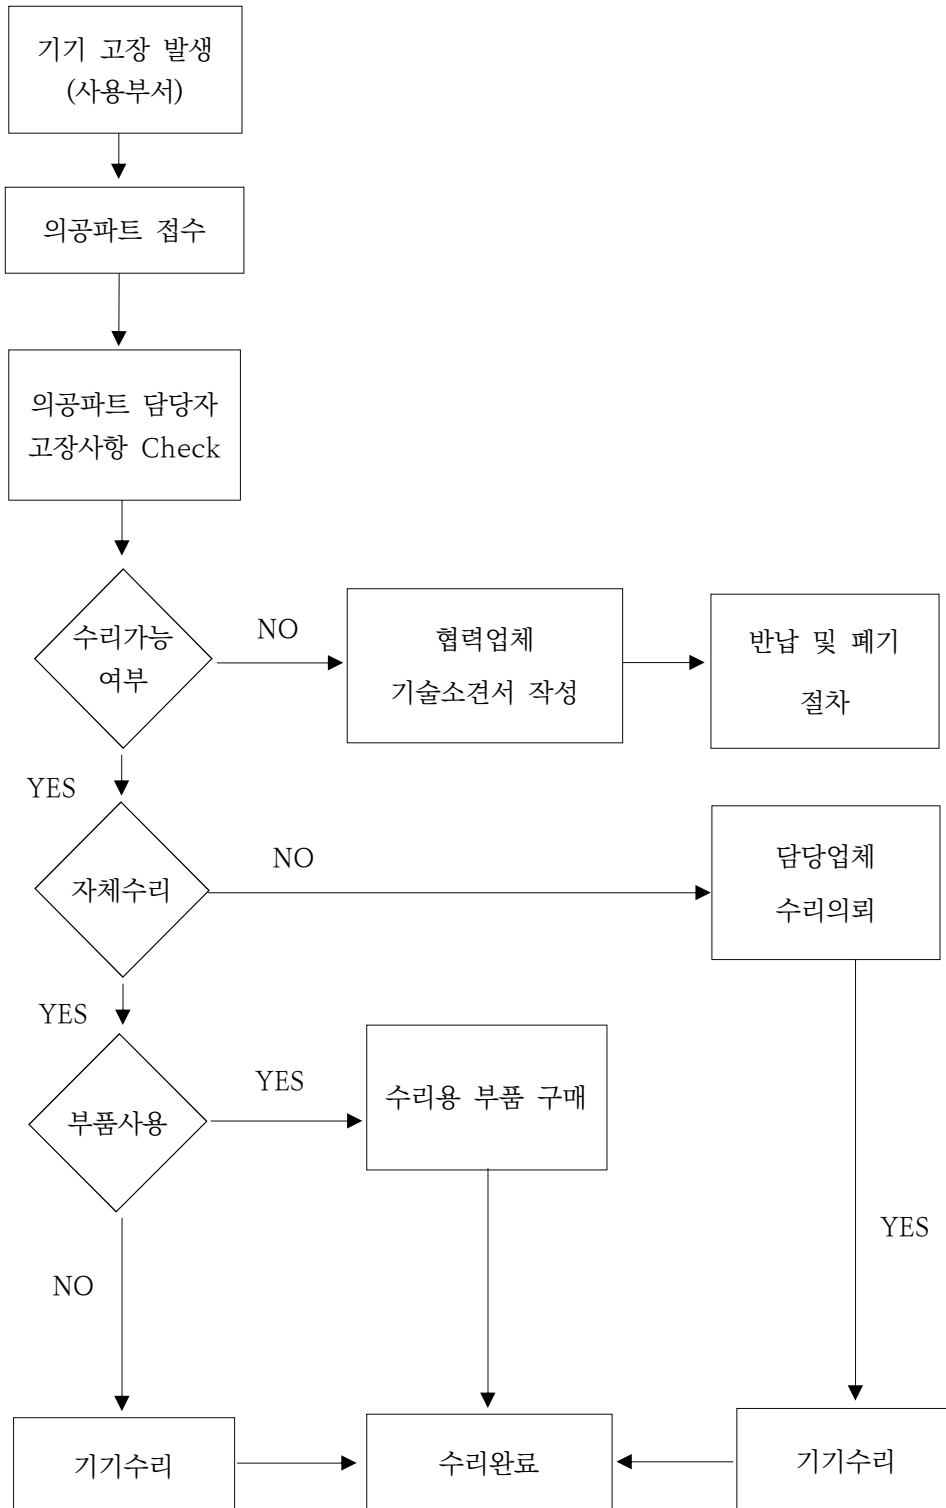 기기 고장 발생
(사용부서)
의공파트 접수
의공파트 담당자
고장사항 Check
수리가능
여부
NO
협력업체
기술소견서 작성
반납 및 폐기
절차
YES
자체수리
NO
담당업체
수리의뢰
YES
부품사용
YES
수리용 부품 구매
NO
YES
기기수리
수리완료
기기수리